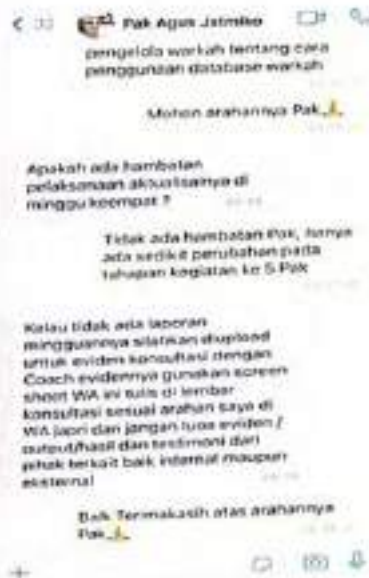 33 Pak Agus Jatmiko
pengelola warkah tentang cara
penggunaan database warkah
Mohon arahannya Pak🙏
Apakah ada hambatan
pelaksanaan aktualisainya di
minggu keempat ?
Tidak ada hambatan Pak, hanya
ada sedikit perubahan pada
tahapan kegiatan ke 5 Pak
Kalau tidak ada laporan
mingguannya silahkan diupload
untuk eviden konsultasi dengan
Coach evidennya gunakan screen
shoot WA ini tulis di lembar
konsultasi sesuai arahan saya di
WA japri dan jangan lupa eviden /
output/hasil dan testimoni dari
pihak terkait baik internal maupun
eksternal
Baik Terimakasih atas arahannya
Pak🙏